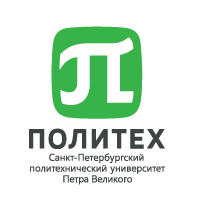 ПОЛИТЕХ
Санкт-Петербургский
политехнический университет
Петра Великого